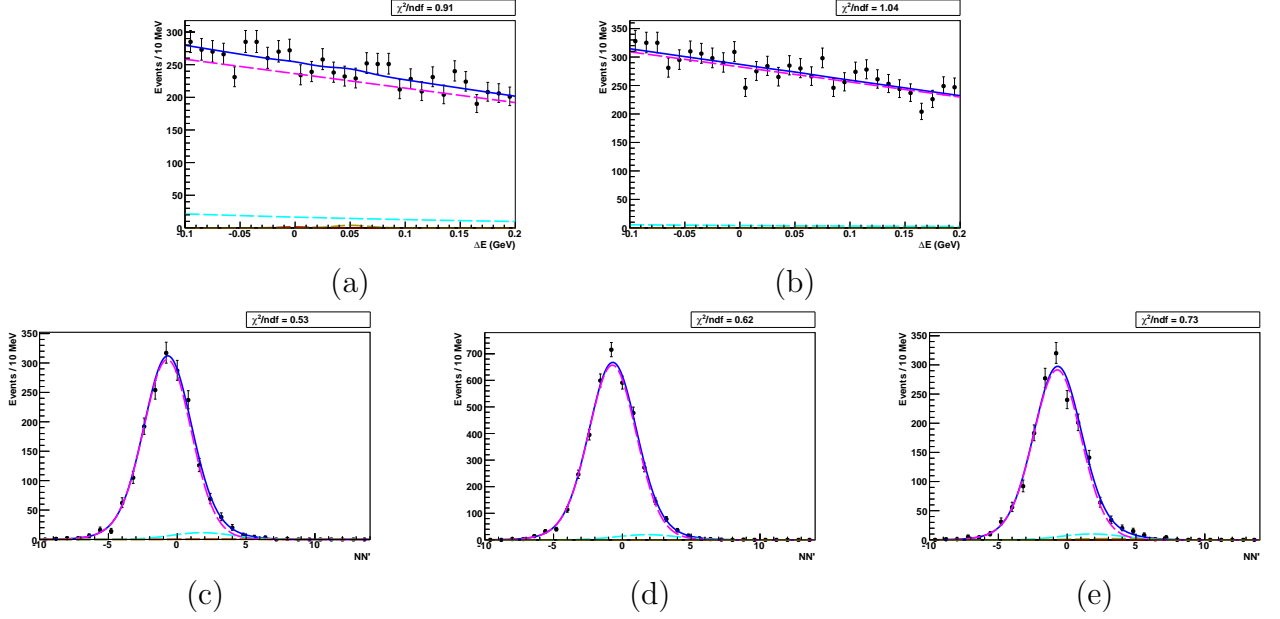 χ²/ndf = 0.91
Events / 10 MeV
300
250
200
150
100
50
0
-0.1 -0.05 0 0.05 0.1 0.15 0.2
ΔE (GeV)
(a)
χ²/ndf = 1.04
Events / 10 MeV
350
300
250
200
150
100
50
0
-0.1 -0.05 0 0.05 0.1 0.15 0.2
ΔE (GeV)
(b)
χ²/ndf = 0.53
Events / 10 MeV
350
300
250
200
150
100
50
0
-10 -5 0 5 10
NN'
(c)
χ²/ndf = 0.62
Events / 10 MeV
700
600
500
400
300
200
100
0
-10 -5 0 5 10
NN'
(d)
χ²/ndf = 0.73
Events / 10 MeV
350
300
250
200
150
100
50
0
-10 -5 0 5 10
NN'
(e)